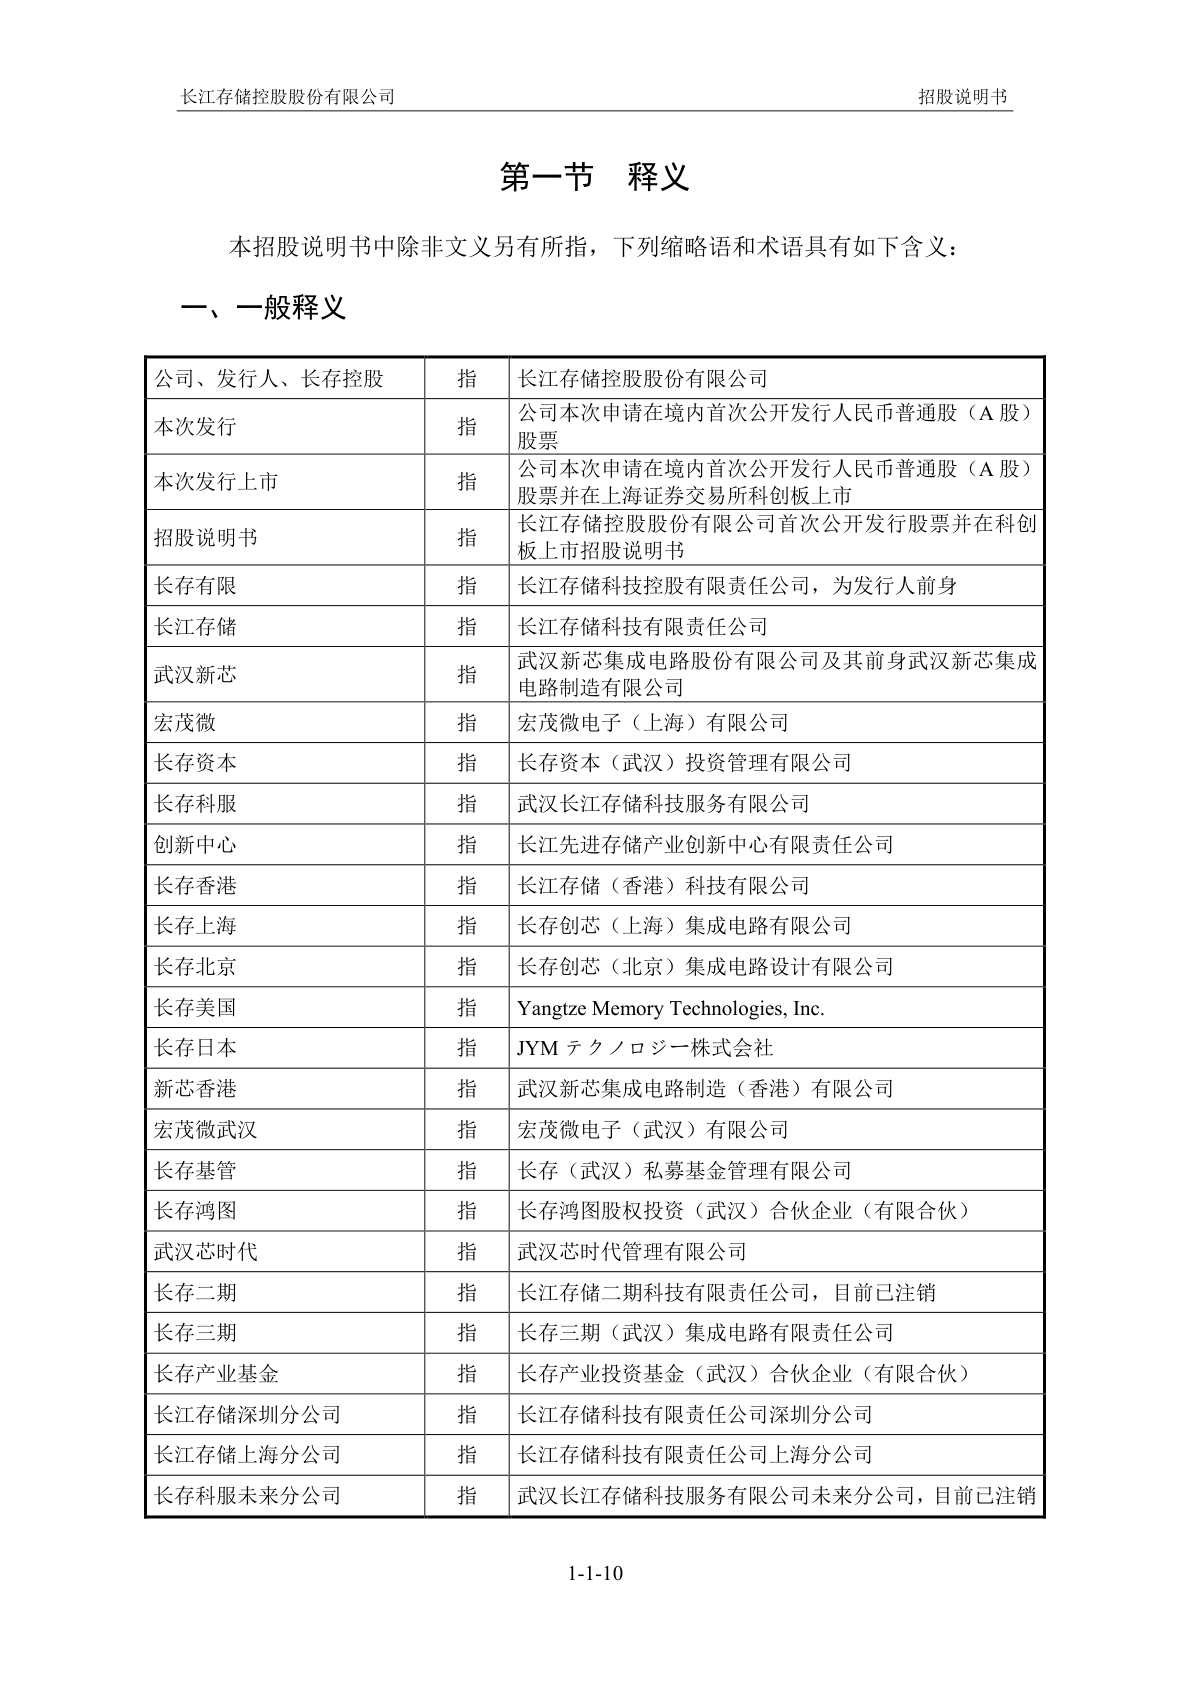 长江存储控股股份有限公司 招股说明书
第一节 释义
本招股说明书中除非文义另有所指，下列缩略语和术语具有如下含义：
一、一般释义
公司、发行人、长存控股 指 长江存储控股股份有限公司
本次发行 指 公司本次申请在境内首次公开发行人民币普通股（A 股）
股票
本次发行上市 指 公司本次申请在境内首次公开发行人民币普通股（A 股）
股票并在上海证券交易所科创板上市
招股说明书 指 长江存储控股股份有限公司首次公开发行股票并在科创
板上市招股说明书
长存有限 指 长江存储科技控股有限责任公司，为发行人前身
长江存储 指 长江存储科技有限责任公司
武汉新芯 指 武汉新芯集成电路股份有限公司及其前身武汉新芯集成
电路制造有限公司
宏茂微 指 宏茂微电子（上海）有限公司
长存资本 指 长存资本（武汉）投资管理有限公司
长存科服 指 武汉长江存储科技服务有限公司
创新中心 指 长江先进存储产业创新中心有限责任公司
长存香港 指 长江存储（香港）科技有限公司
长存上海 指 长存创芯（上海）集成电路有限公司
长存北京 指 长存创芯（北京）集成电路设计有限公司
长存美国 指 Yangtze Memory Technologies, Inc.
长存日本 指 JYM テクノロジー株式会社
新芯香港 指 武汉新芯集成电路制造（香港）有限公司
宏茂微武汉 指 宏茂微电子（武汉）有限公司
长存基管 指 长存（武汉）私募基金管理有限公司
长存鸿图 指 长存鸿图股权投资（武汉）合伙企业（有限合伙）
武汉芯时代 指 武汉芯时代管理有限公司
长存二期 指 长江存储二期科技有限责任公司，目前已注销
长存三期 指 长存三期（武汉）集成电路有限责任公司
长存产业基金 指 长存产业投资基金（武汉）合伙企业（有限合伙）
长江存储深圳分公司 指 长江存储科技有限责任公司深圳分公司
长江存储上海分公司 指 长江存储科技有限责任公司上海分公司
长存科服未来分公司 指 武汉长江存储科技服务有限公司未来分公司，目前已注销
1-1-10